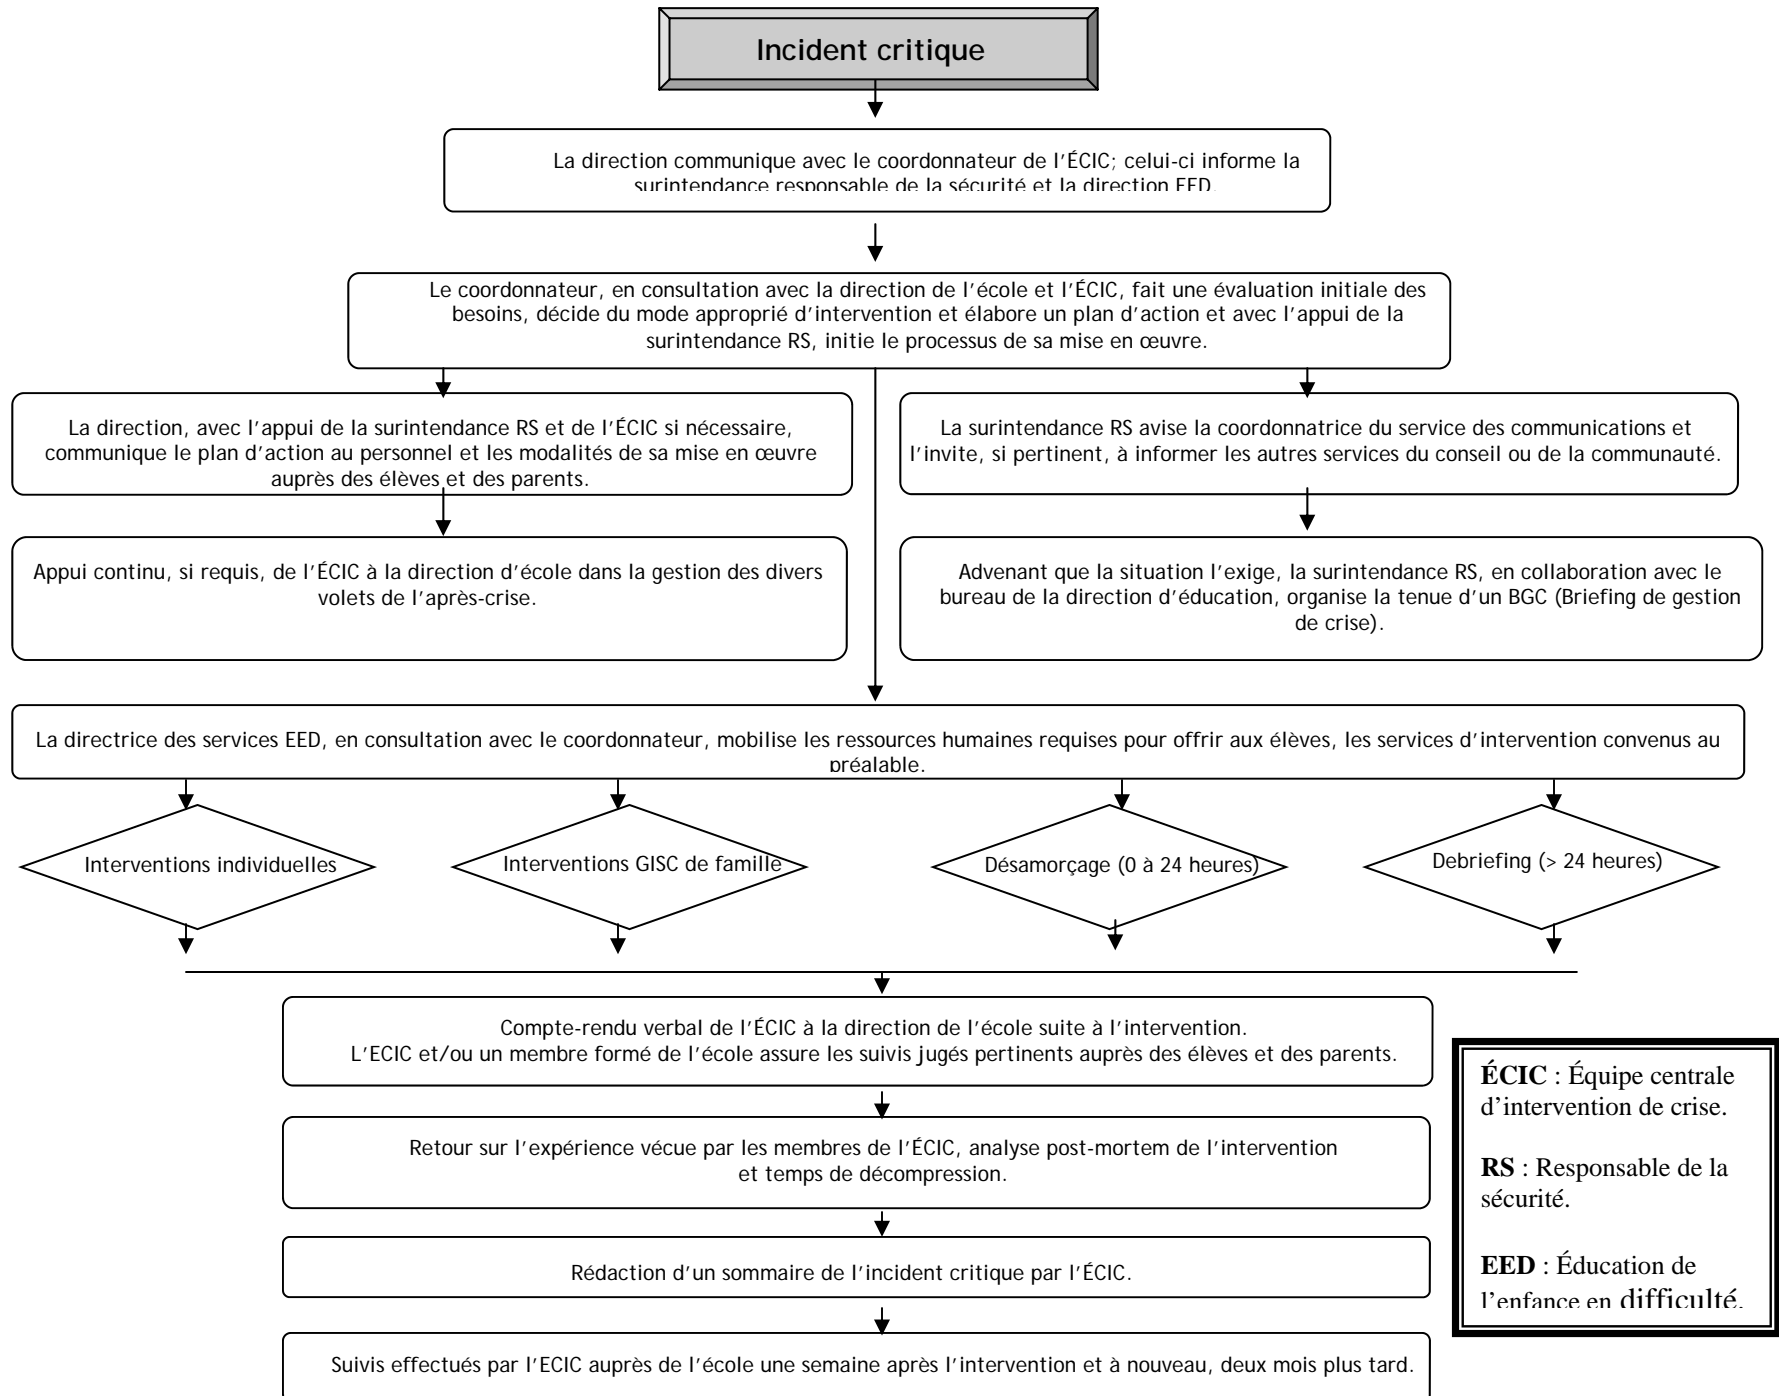 Incident critique
La direction communique avec le coordonnateur de l'ÉCIC; celui-ci informe la
surintendance responsable de la sécurité et la direction EED.
Le coordonnateur, en consultation avec la direction de l'école et l'ÉCIC, fait une évaluation initiale des
besoins, décide du mode approprié d'intervention et élabore un plan d'action et avec l'appui de la
surintendance RS, initie le processus de sa mise en œuvre.
La direction, avec l'appui de la surintendance RS et de l'ÉCIC si nécessaire,
communique le plan d'action au personnel et les modalités de sa mise en œuvre
auprès des élèves et des parents.
La surintendance RS avise la coordonnatrice du service des communications et
l'invite, si pertinent, à informer les autres services du conseil ou de la communauté.
Appui continu, si requis, de l'ÉCIC à la direction d'école dans la gestion des divers
volets de l'après-crise.
Advenant que la situation l'exige, la surintendance RS, en collaboration avec le
bureau de la direction d'éducation, organise la tenue d'un BGC (Briefing de gestion
de crise).
La directrice des services EED, en consultation avec le coordonnateur, mobilise les ressources humaines requises pour offrir aux élèves, les services d'intervention convenus au
préalable.
Interventions individuelles
Interventions GISC de famille
Désamorçage (0 à 24 heures)
Debriefing (> 24 heures)
Compte-rendu verbal de l'ÉCIC à la direction de l'école suite à l'intervention.
L'ECIC et/ou un membre formé de l'école assure les suivis jugés pertinents auprès des élèves et des parents.
Retour sur l'expérience vécue par les membres de l'ÉCIC, analyse post-mortem de l'intervention
et temps de décompression.
Rédaction d'un sommaire de l'incident critique par l'ÉCIC.
Suivis effectués par l'ECIC auprès de l'école une semaine après l'intervention et à nouveau, deux mois plus tard.
ÉCIC : Équipe centrale
d'intervention de crise.
RS : Responsable de la
sécurité.
EED : Éducation de
l'enfance en difficulté.